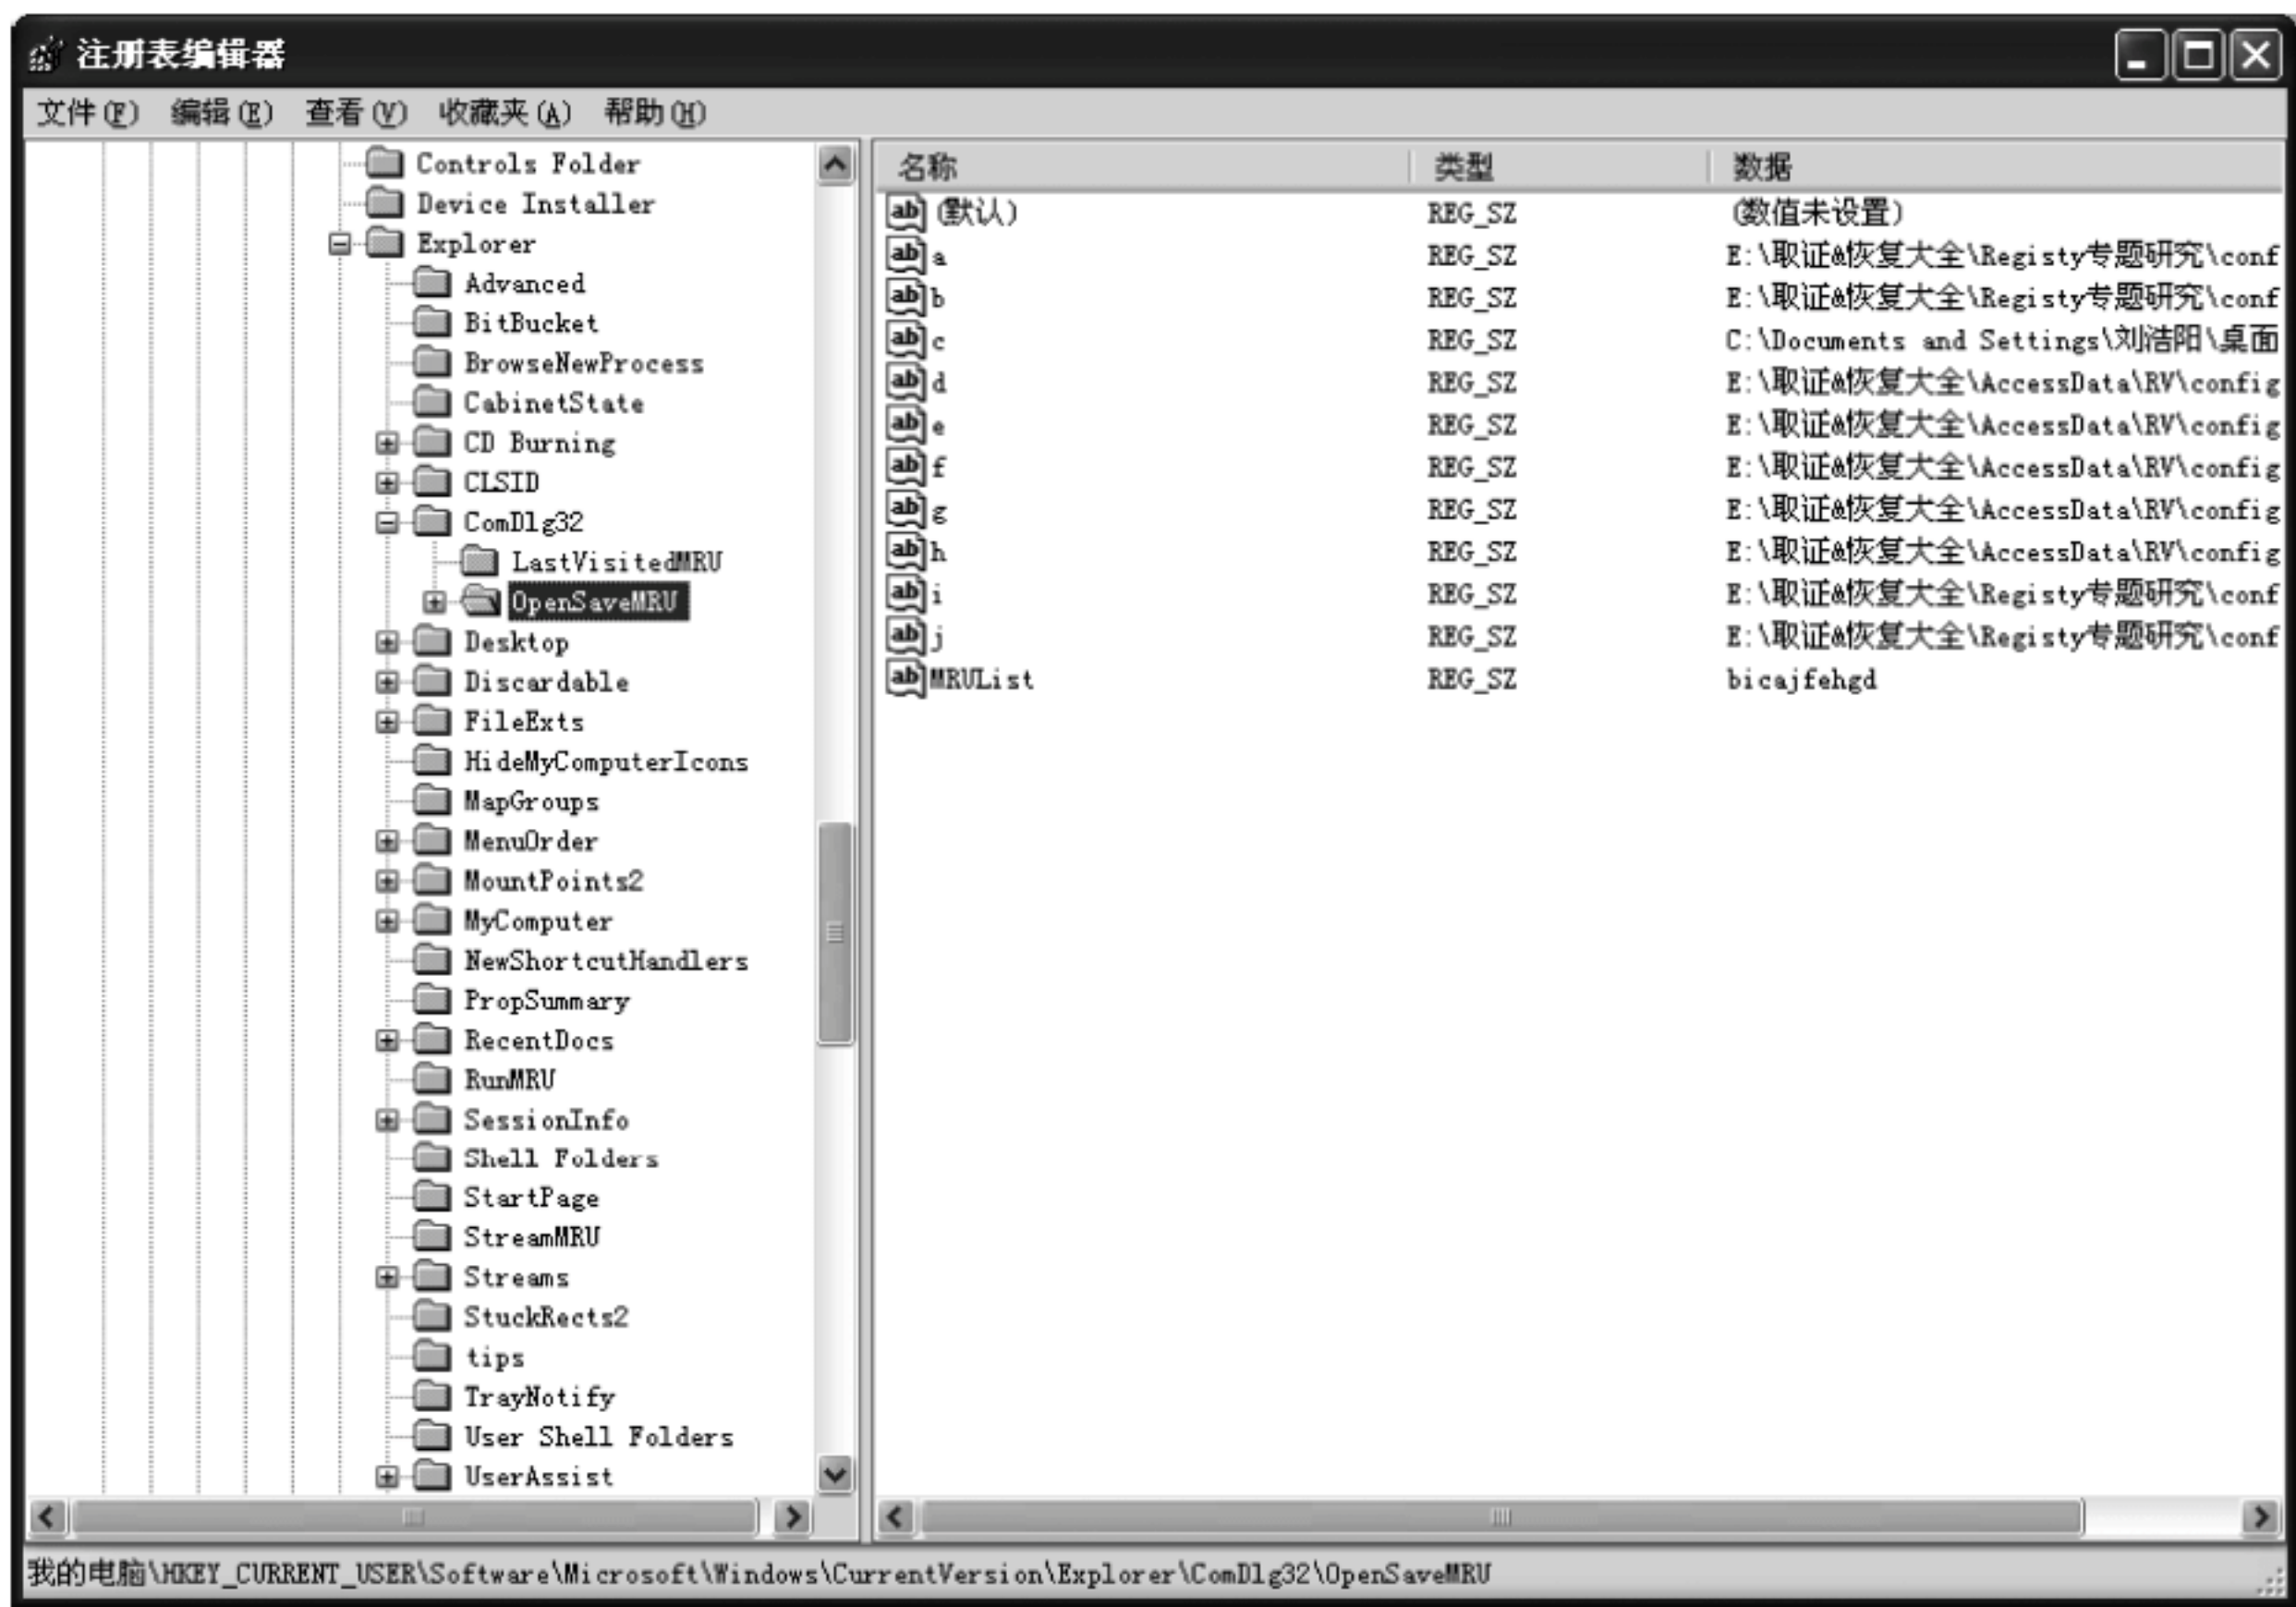 注册表编辑器
文件(F) 编辑(E) 查看(V) 收藏夹(A) 帮助(H)
Controls Folder
Device Installer
Explorer
Advanced
BitBucket
BrowseNewProcess
CabinetState
CD Burning
CLSID
ComDlg32
LastVisitedMRU
OpenSaveMRU
Desktop
Discardable
FileExts
HideMyComputerIcons
MapGroups
MenuOrder
MountPoints2
MyComputer
NewShortcutHandlers
PropSummary
RecentDocs
RunMRU
SessionInfo
Shell Folders
StartPage
StreamMRU
Streams
StuckRects2
tips
TrayNotify
User Shell Folders
UserAssist
名称 类型 数据
(默认) REG_SZ (数值未设置)
a REG_SZ E:\取证&恢复大全\Registy专题研究\conf
b REG_SZ E:\取证&恢复大全\Registy专题研究\conf
c REG_SZ C:\Documents and Settings\刘浩阳\桌面
d REG_SZ E:\取证&恢复大全\AccessData\RV\config
e REG_SZ E:\取证&恢复大全\AccessData\RV\config
f REG_SZ E:\取证&恢复大全\AccessData\RV\config
g REG_SZ E:\取证&恢复大全\AccessData\RV\config
h REG_SZ E:\取证&恢复大全\AccessData\RV\config
i REG_SZ E:\取证&恢复大全\Registy专题研究\conf
j REG_SZ E:\取证&恢复大全\Registy专题研究\conf
MRUList REG_SZ bicajfehgd
我的电脑\HKEY_CURRENT_USER\Software\Microsoft\Windows\CurrentVersion\Explorer\ComDlg32\OpenSaveMRU